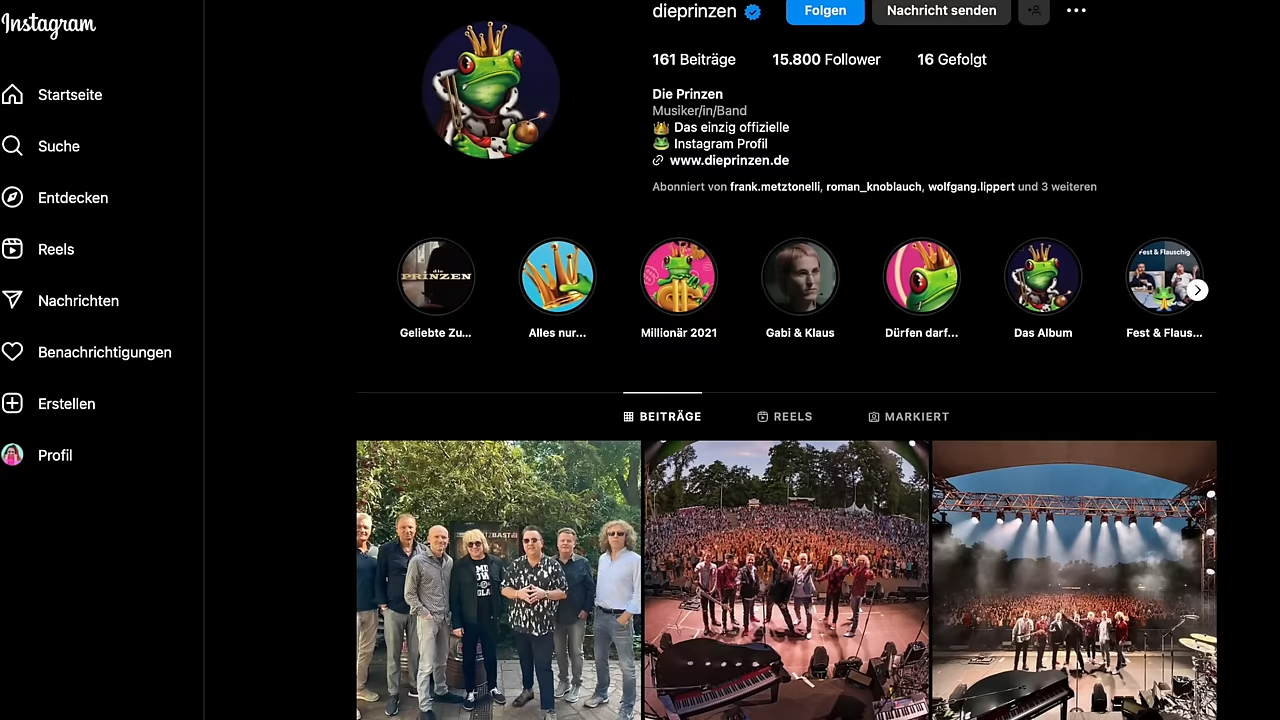 Instagram
Startseite
Suche
Entdecken
Reels
Nachrichten
Benachrichtigungen
Erstellen
Profil
dieprinzen
Folgen
Nachricht senden
161 Beiträge 15.800 Follower 16 Gefolgt
Die Prinzen
Musiker/in/Band
Das einzig offizielle
Instagram Profil
www.dieprinzen.de
Abonniert von frank.metztonelli, roman_knoblauch, wolfgang.lippert und 3 weiteren
die
PRINZEN
Fest & Flauschig
Geliebte Zu... Alles nur... Millionär 2021 Gabi & Klaus Dürfen darf... Das Album Fest & Flaus...
BEITRÄGE REELS MARKIERT